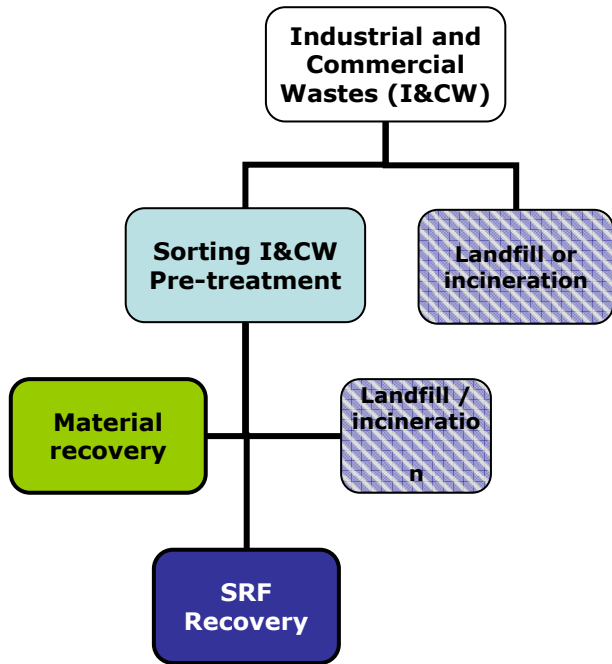 Industrial and
Commercial
Wastes (I&CW)
Sorting I&CW
Pre-treatment
Landfill or
incineration
Material
recovery
Landfill /
incineratio
n
SRF
Recovery